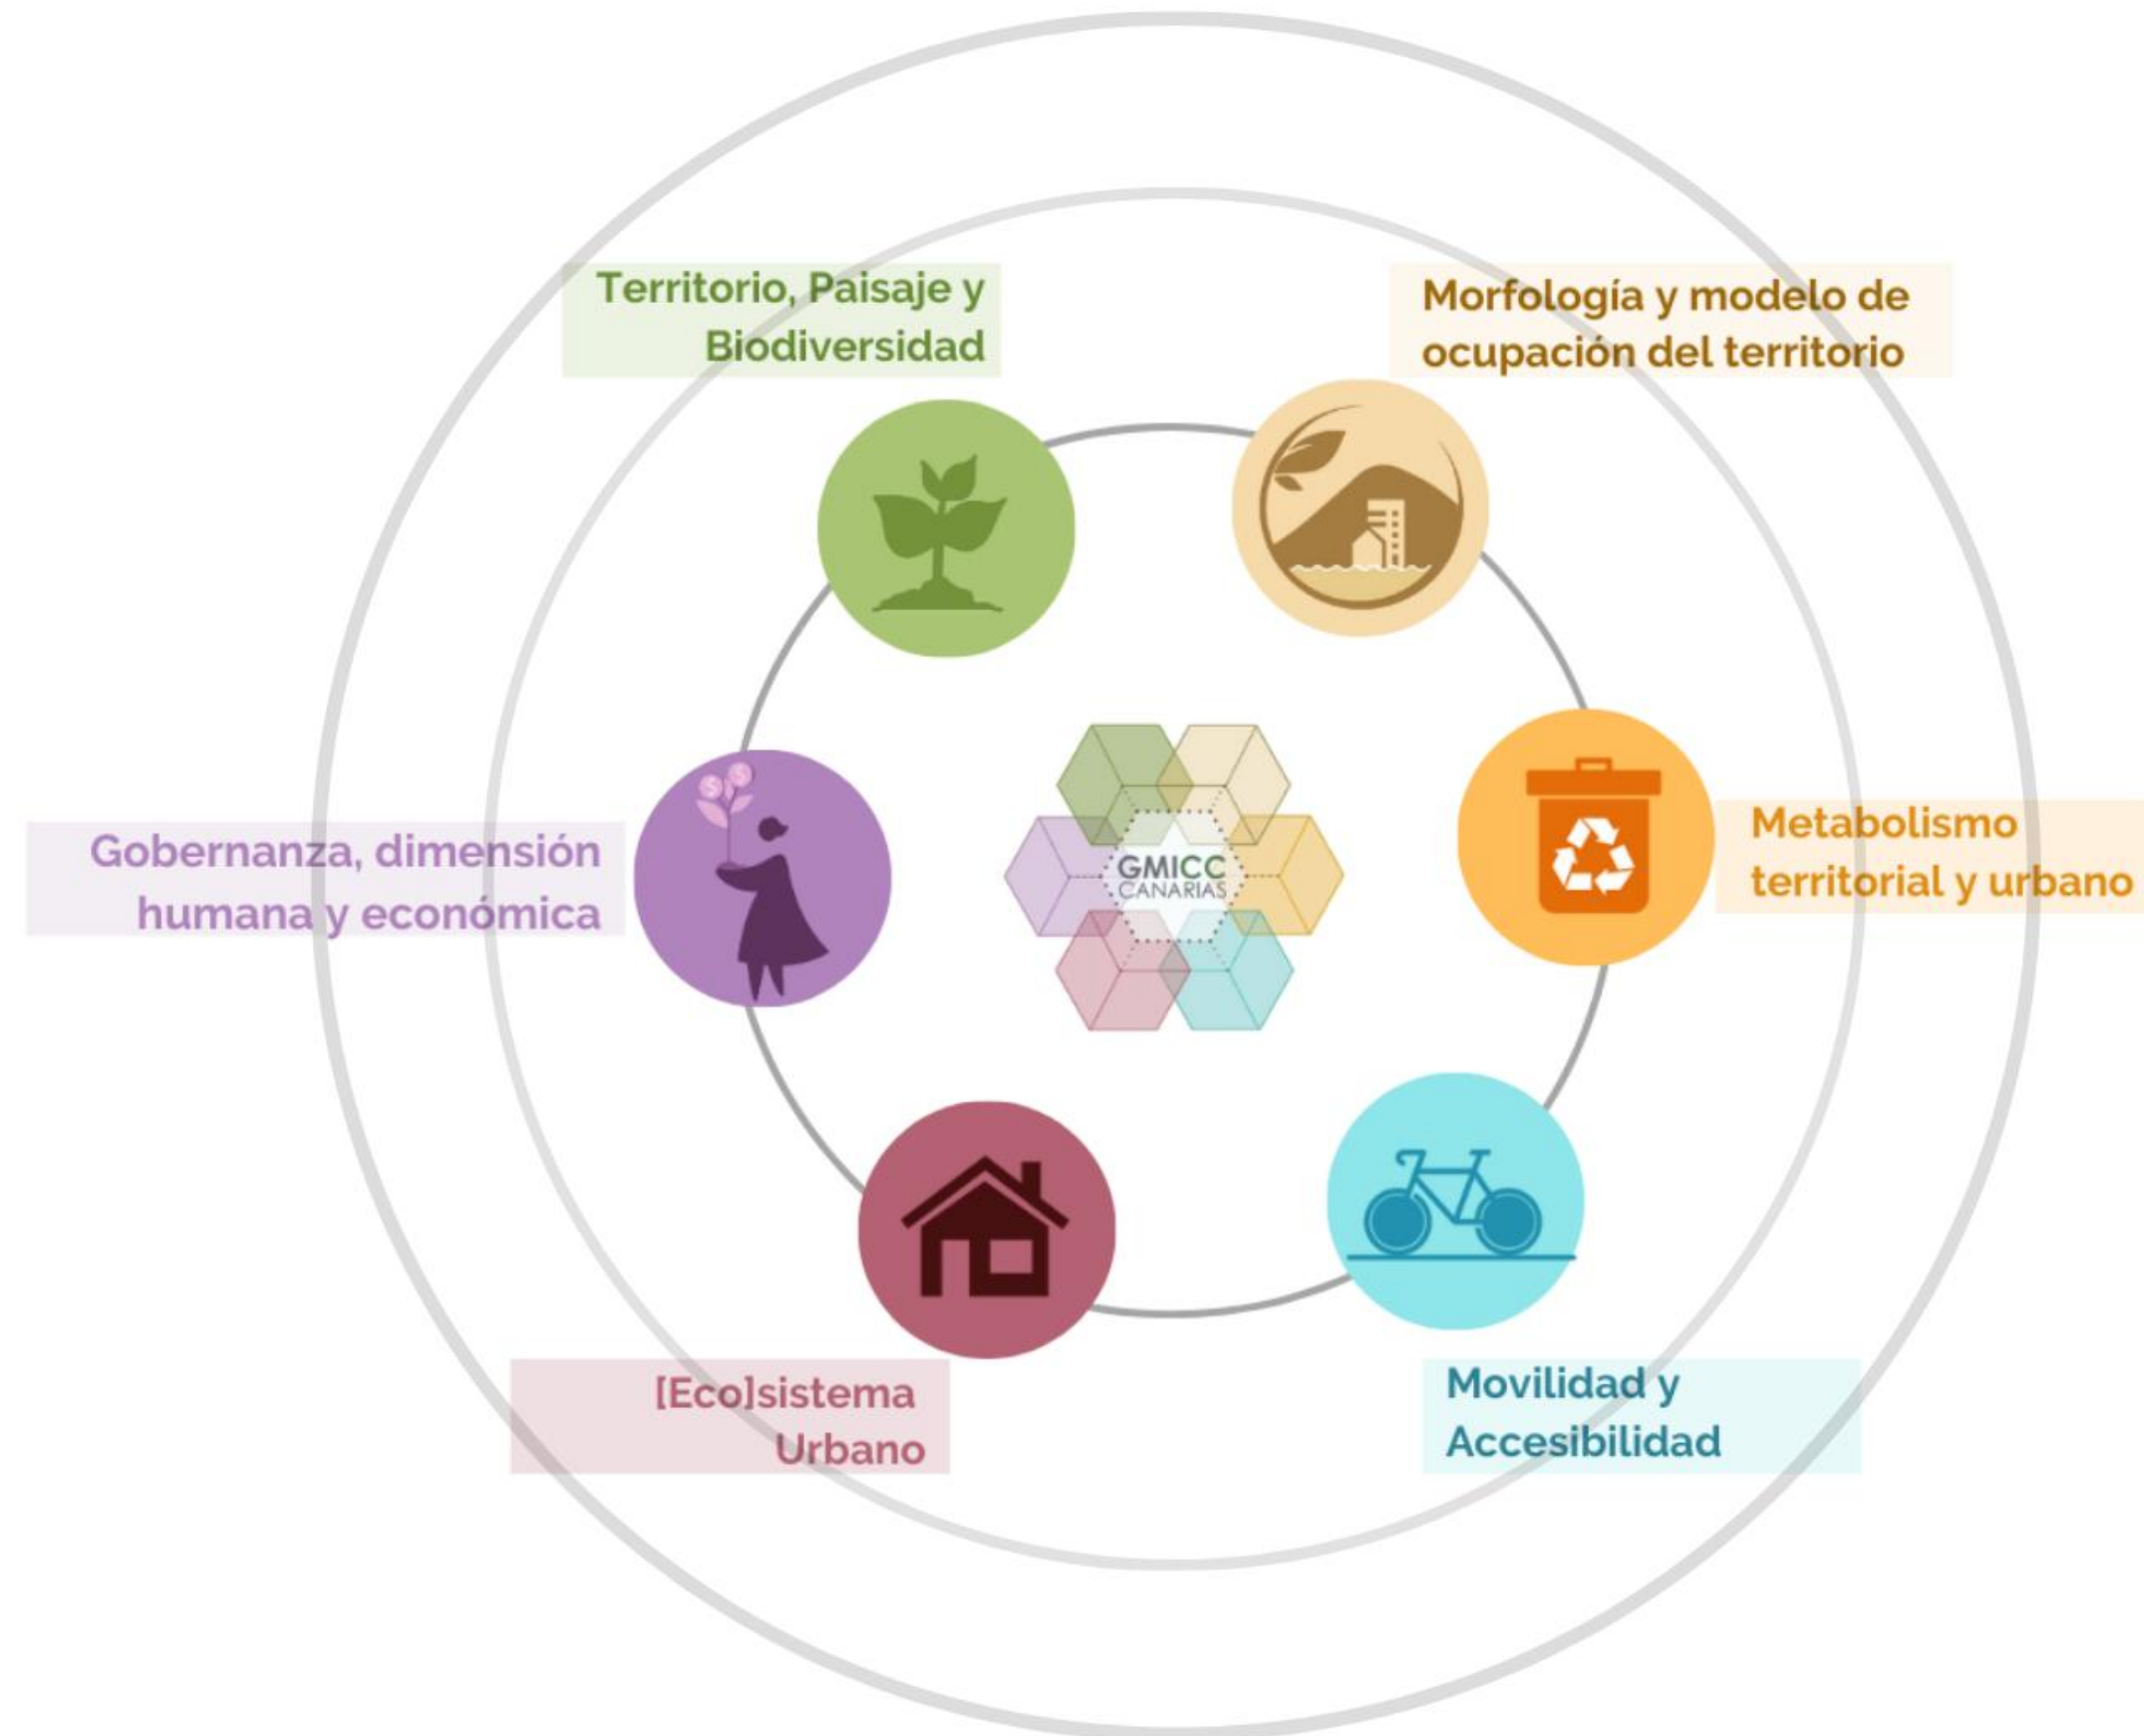 Territorio, Paisaje y
Biodiversidad
Morfología y modelo de
ocupación del territorio
Gobernanza, dimensión
humana y económica
GMICC
CANARIAS
Metabolismo
territorial y urbano
[Eco]sistema
Urbano
Movilidad y
Accesibilidad